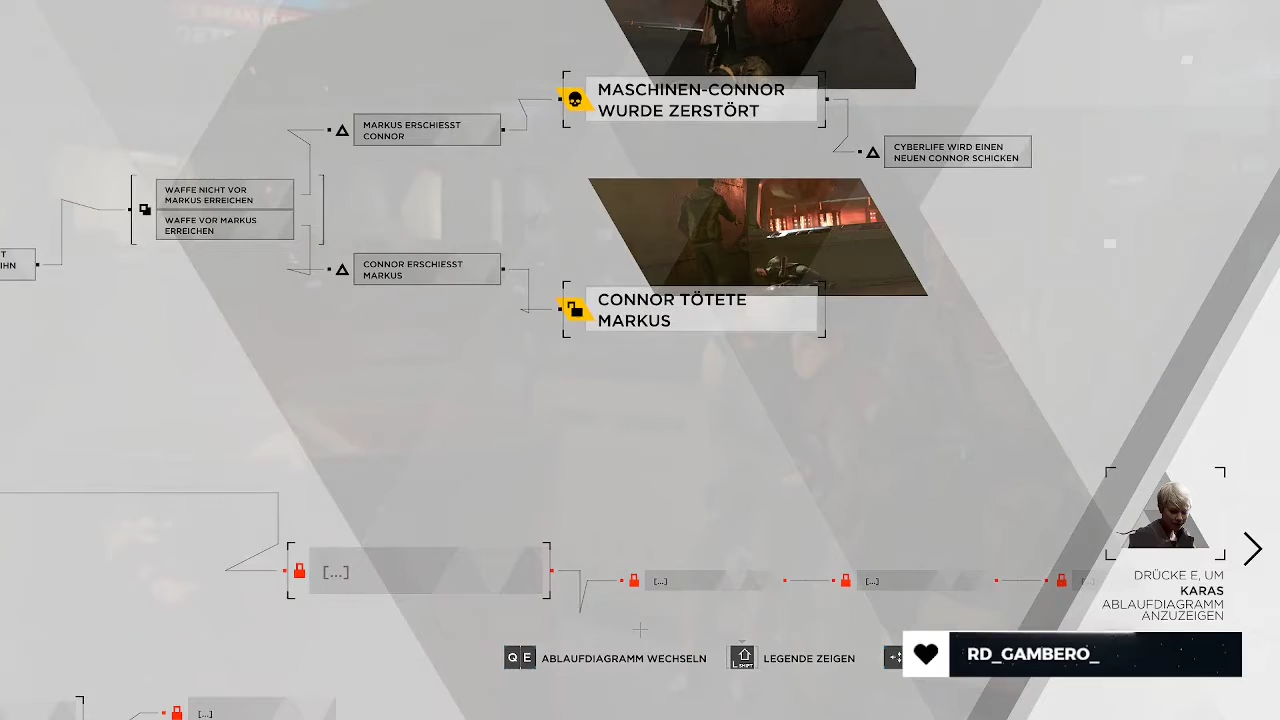 MASCHINEN-CONNOR
WURDE ZERSTÖRT
MARKUS ERSCHIESST
CONNOR
CYBERLIFE WIRD EINEN
NEUEN CONNOR SCHICKEN
WAFFE NICHT VOR
MARKUS ERREICHEN
WAFFE VOR MARKUS
ERREICHEN
T
IHN
CONNOR ERSCHIESST
MARKUS
CONNOR TÖTETE
MARKUS
[...]
[...]
[...]
[...]
DRÜCKE E, UM
KARAS
ABLAUFDIAGRAMM
ANZUZEIGEN
Q E ABLAUFDIAGRAMM WECHSELN
L SHIFT LEGENDE ZEIGEN
RD_GAMBERO_
[...]